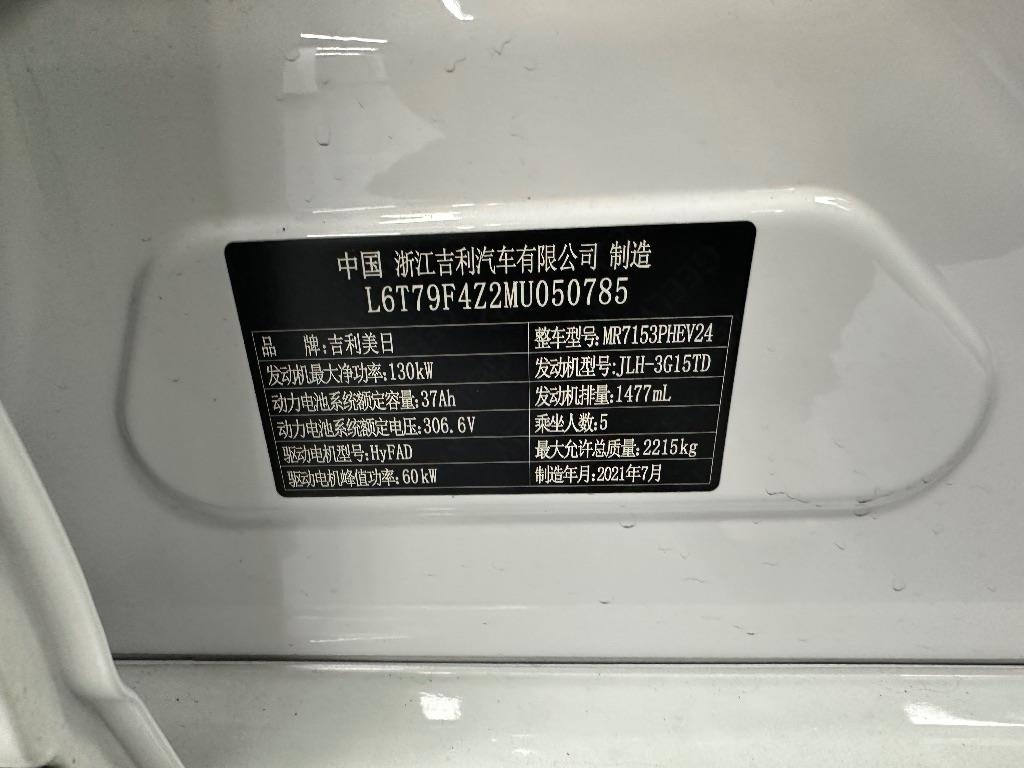 中国 浙江吉利汽车有限公司 制造
L6T79F4Z2MU050785
品 牌:吉利美日 整车型号:MR7153PHEV24
发动机最大净功率:130kW 发动机型号:JLH-3G15TD
动力电池系统额定容量:37Ah 发动机排量:1477mL
动力电池系统额定电压:306.6V 乘坐人数:5
驱动电机型号:HyFAD 最大允许总质量:2215kg
驱动电机峰值功率:60kW 制造年月:2021年7月